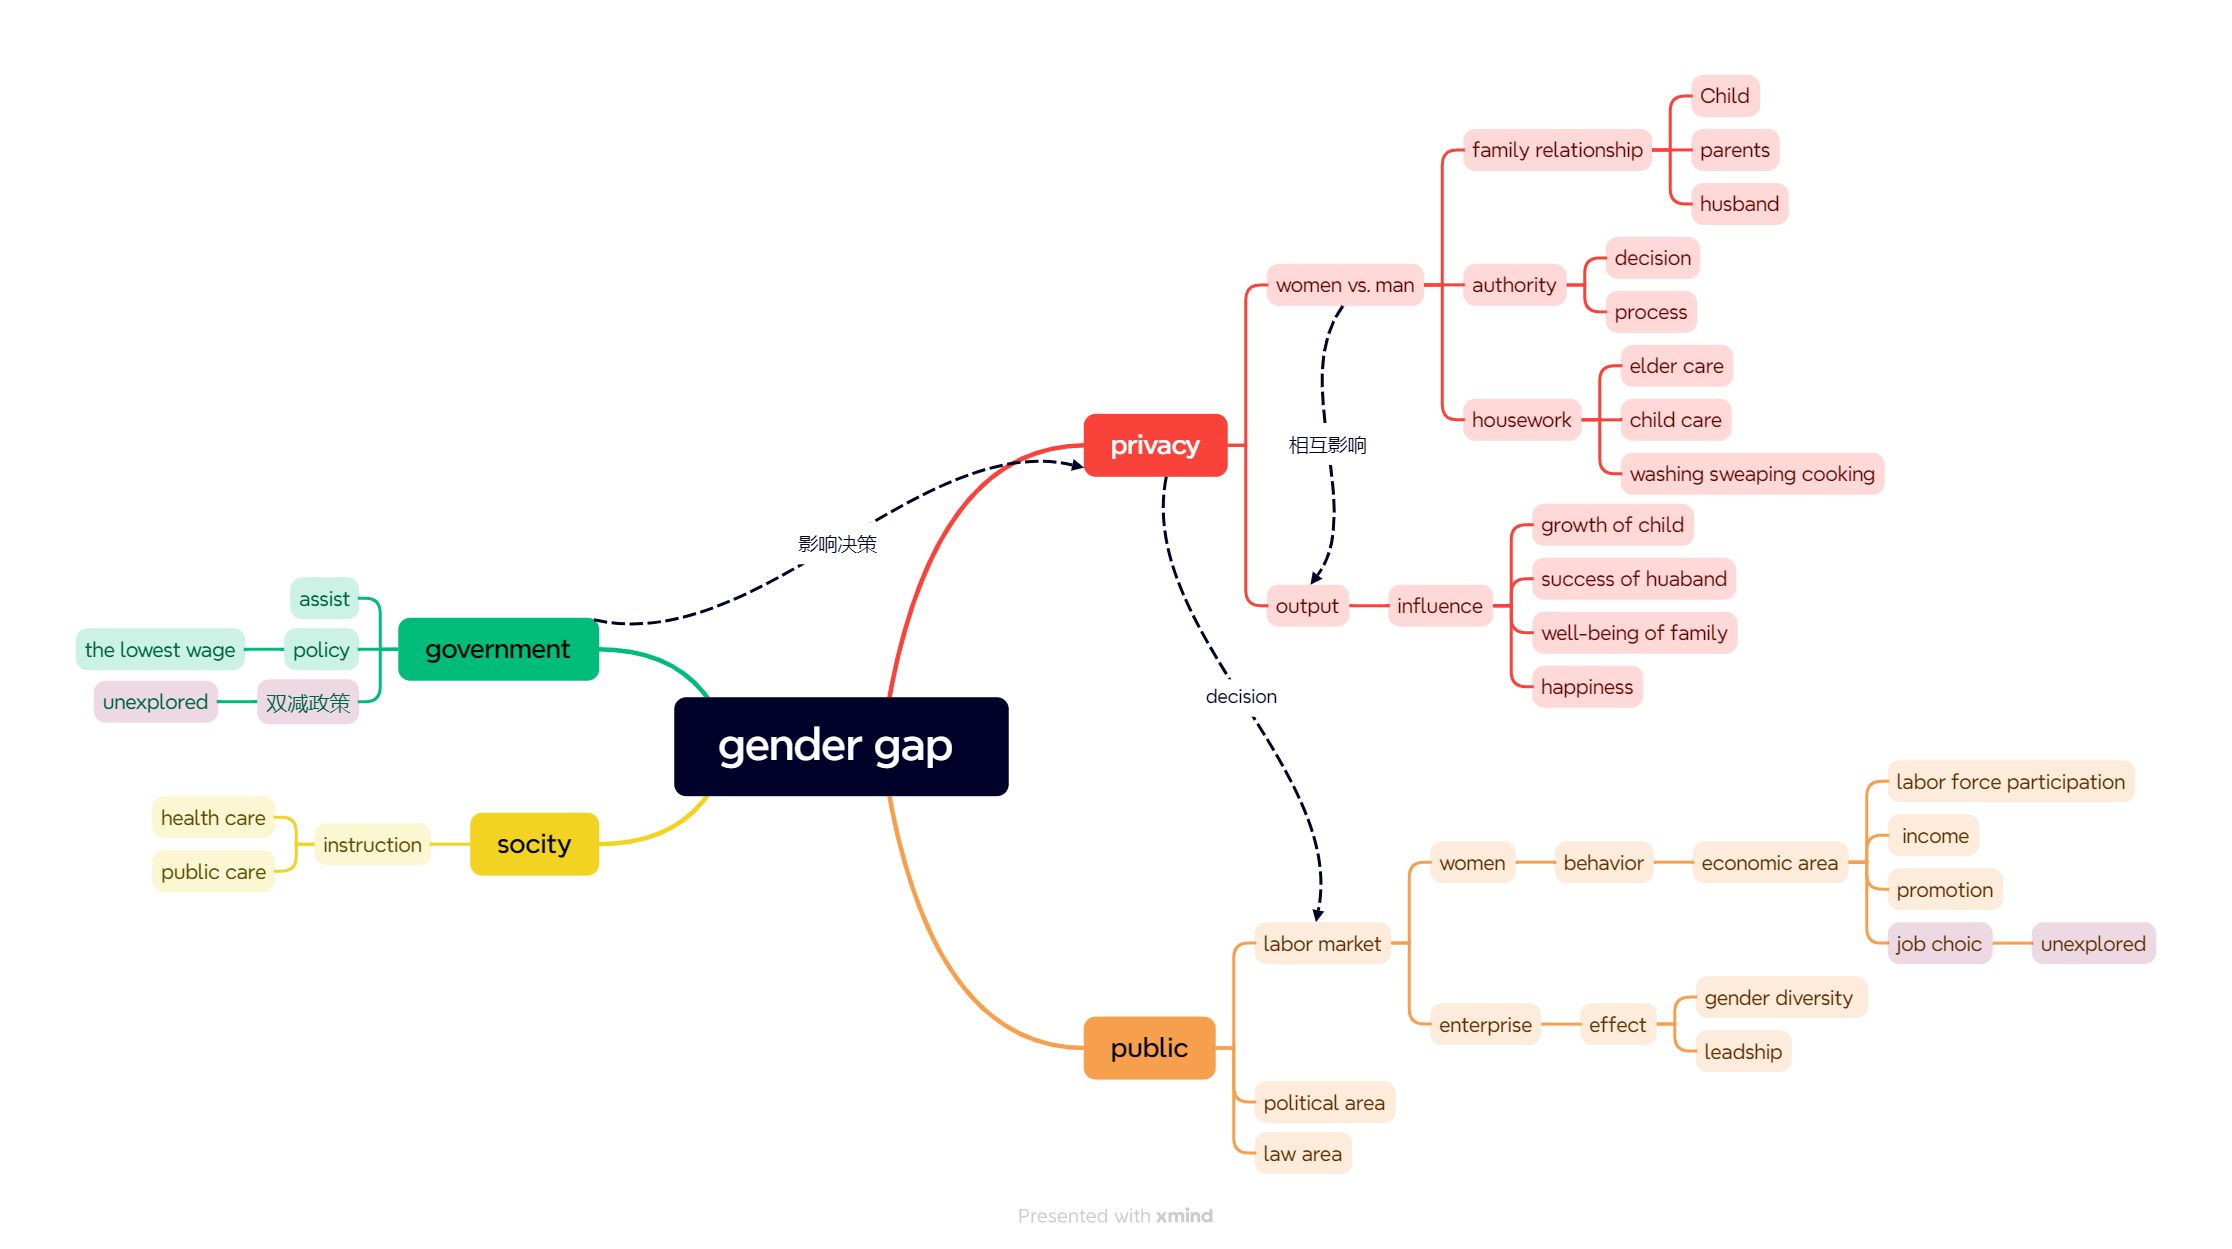 gender gap
privacy
women vs. man
family relationship
Child
parents
husband
authority
decision
process
housework
elder care
child care
washing sweaping cooking
相互影响
output
influence
growth of child
success of huaband
well-being of family
happiness
decision
public
labor market
women
behavior
economic area
labor force participation
income
promotion
job choic
unexplored
enterprise
effect
gender diversity
leadship
political area
law area
影响决策
government
assist
policy
the lowest wage
双减政策
unexplored
socity
instruction
health care
public care
Presented with xmind